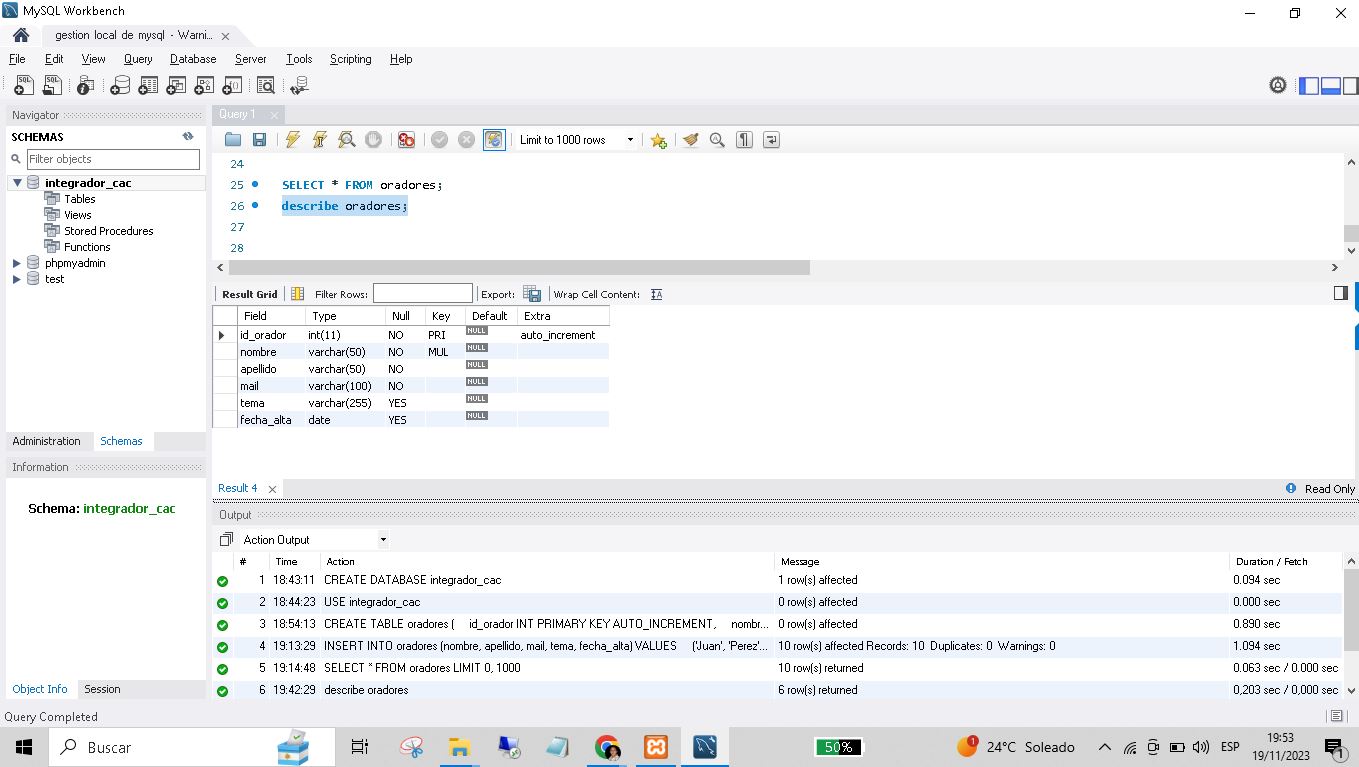 MySQL Workbench
gestion local de mysql - Warni...
File Edit View Query Database Server Tools Scripting Help
Navigator
Query 1
SCHEMAS
Limit to 1000 rows
Filter objects
integrador_cac
Tables
Views
Stored Procedures
Functions
phpmyadmin
test
24
25 SELECT * FROM oradores;
26 describe oradores;
27
28
Result Grid Filter Rows: Export: Wrap Cell Content:
Field Type Null Key Default Extra
id_orador int(11) NO PRI NULL auto_increment
nombre varchar(50) NO MUL NULL
apellido varchar(50) NO NULL
mail varchar(100) NO NULL
tema varchar(255) YES NULL
fecha_alta date YES NULL
Administration Schemas
Information
Schema: integrador_cac
Object Info Session
Result 4 Read Only
Output
Action Output
# Time Action Message Duration / Fetch
1 18:43:11 CREATE DATABASE integrador_cac 1 row(s) affected 0.094 sec
2 18:44:23 USE integrador_cac 0 row(s) affected 0.000 sec
3 18:54:13 CREATE TABLE oradores ( id_orador INT PRIMARY KEY AUTO_INCREMENT, nombr... 0 row(s) affected 0.890 sec
4 19:13:29 INSERT INTO oradores (nombre, apellido, mail, tema, fecha_alta) VALUES ('Juan', 'Perez'... 10 row(s) affected Records: 10 Duplicates: 0 Warnings: 0 1.094 sec
5 19:14:48 SELECT * FROM oradores LIMIT 0, 1000 10 row(s) returned 0.063 sec / 0.000 sec
6 19:42:29 describe oradores 6 row(s) returned 0,203 sec / 0,000 sec
Query Completed
Buscar
50%
1
24°C Soleado
ESP
19:53
19/11/2023
1